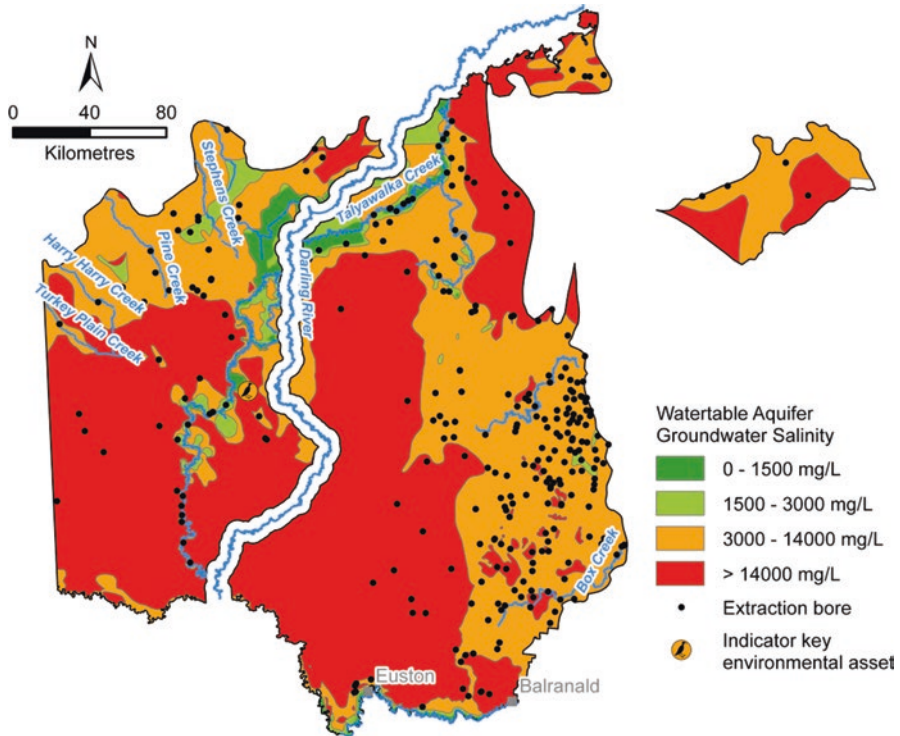 N
0 40 80
Kilometres
Stephens Creek
Talyawalka Creek
Pine Creek
Harry Harry Creek
Darling River
Turkey Plain Creek
Watertable Aquifer
Groundwater Salinity
0 - 1500 mg/L
1500 - 3000 mg/L
3000 - 14000 mg/L
> 14000 mg/L
Extraction bore
Indicator key
environmental asset
Box Creek
Euston
Balranald